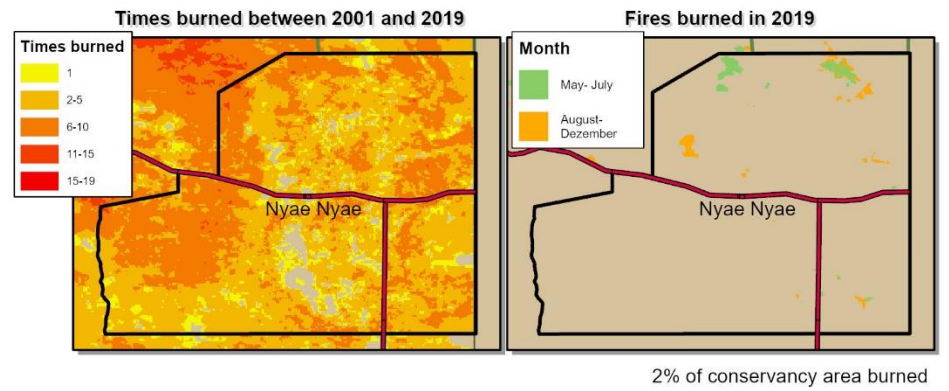 Times burned between 2001 and 2019
Times burned
1
2-5
6-10
11-15
15-19
Nyae Nyae
Fires burned in 2019
Month
May- July
August-
Dezember
Nyae Nyae
2% of conservancy area burned